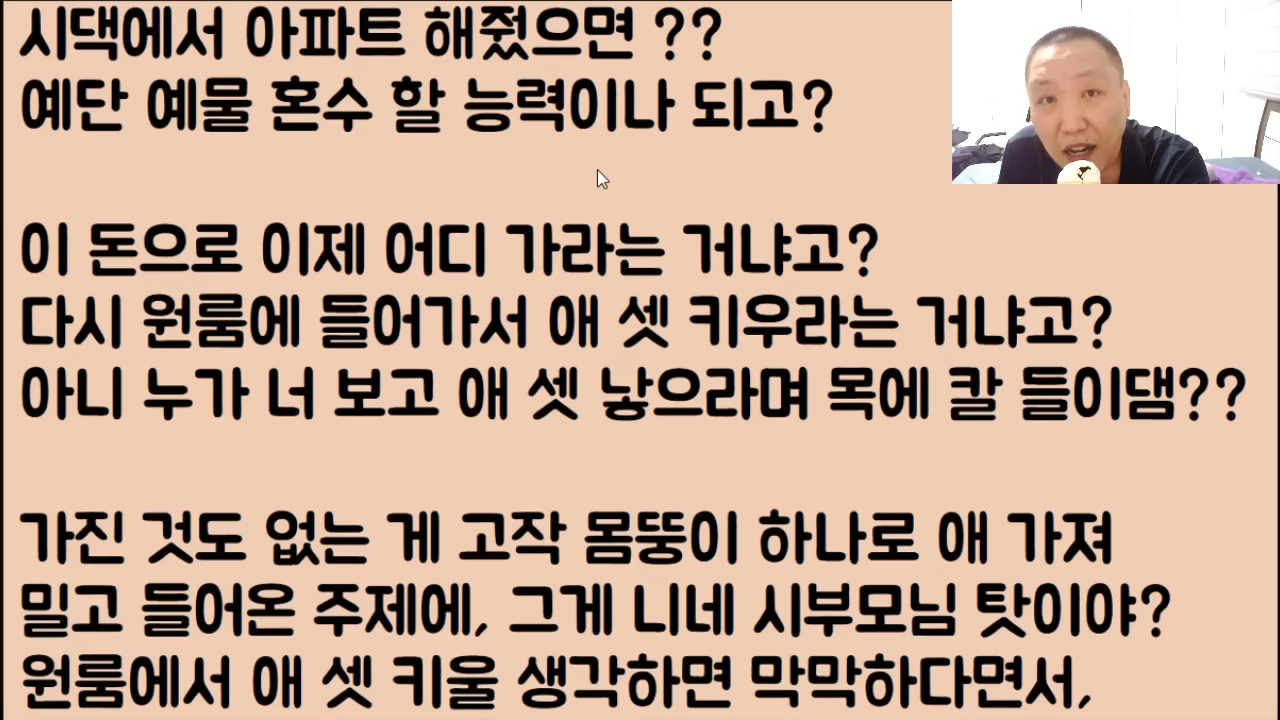 시댁에서 아파트 해줬으면 ??
예단 예물 혼수 할 능력이나 되고?
이 돈으로 이제 어디 가라는 거냐고?
다시 원룸에 들어가서 애 셋 키우라는 거냐고?
아니 누가 너 보고 애 셋 낳으라며 목에 칼 들이댐??
가진 것도 없는 게 고작 몸뚱이 하나로 애 가져
밀고 들어온 주제에, 그게 니네 시부모님 탓이야?
원룸에서 애 셋 키울 생각하면 막막하다면서,